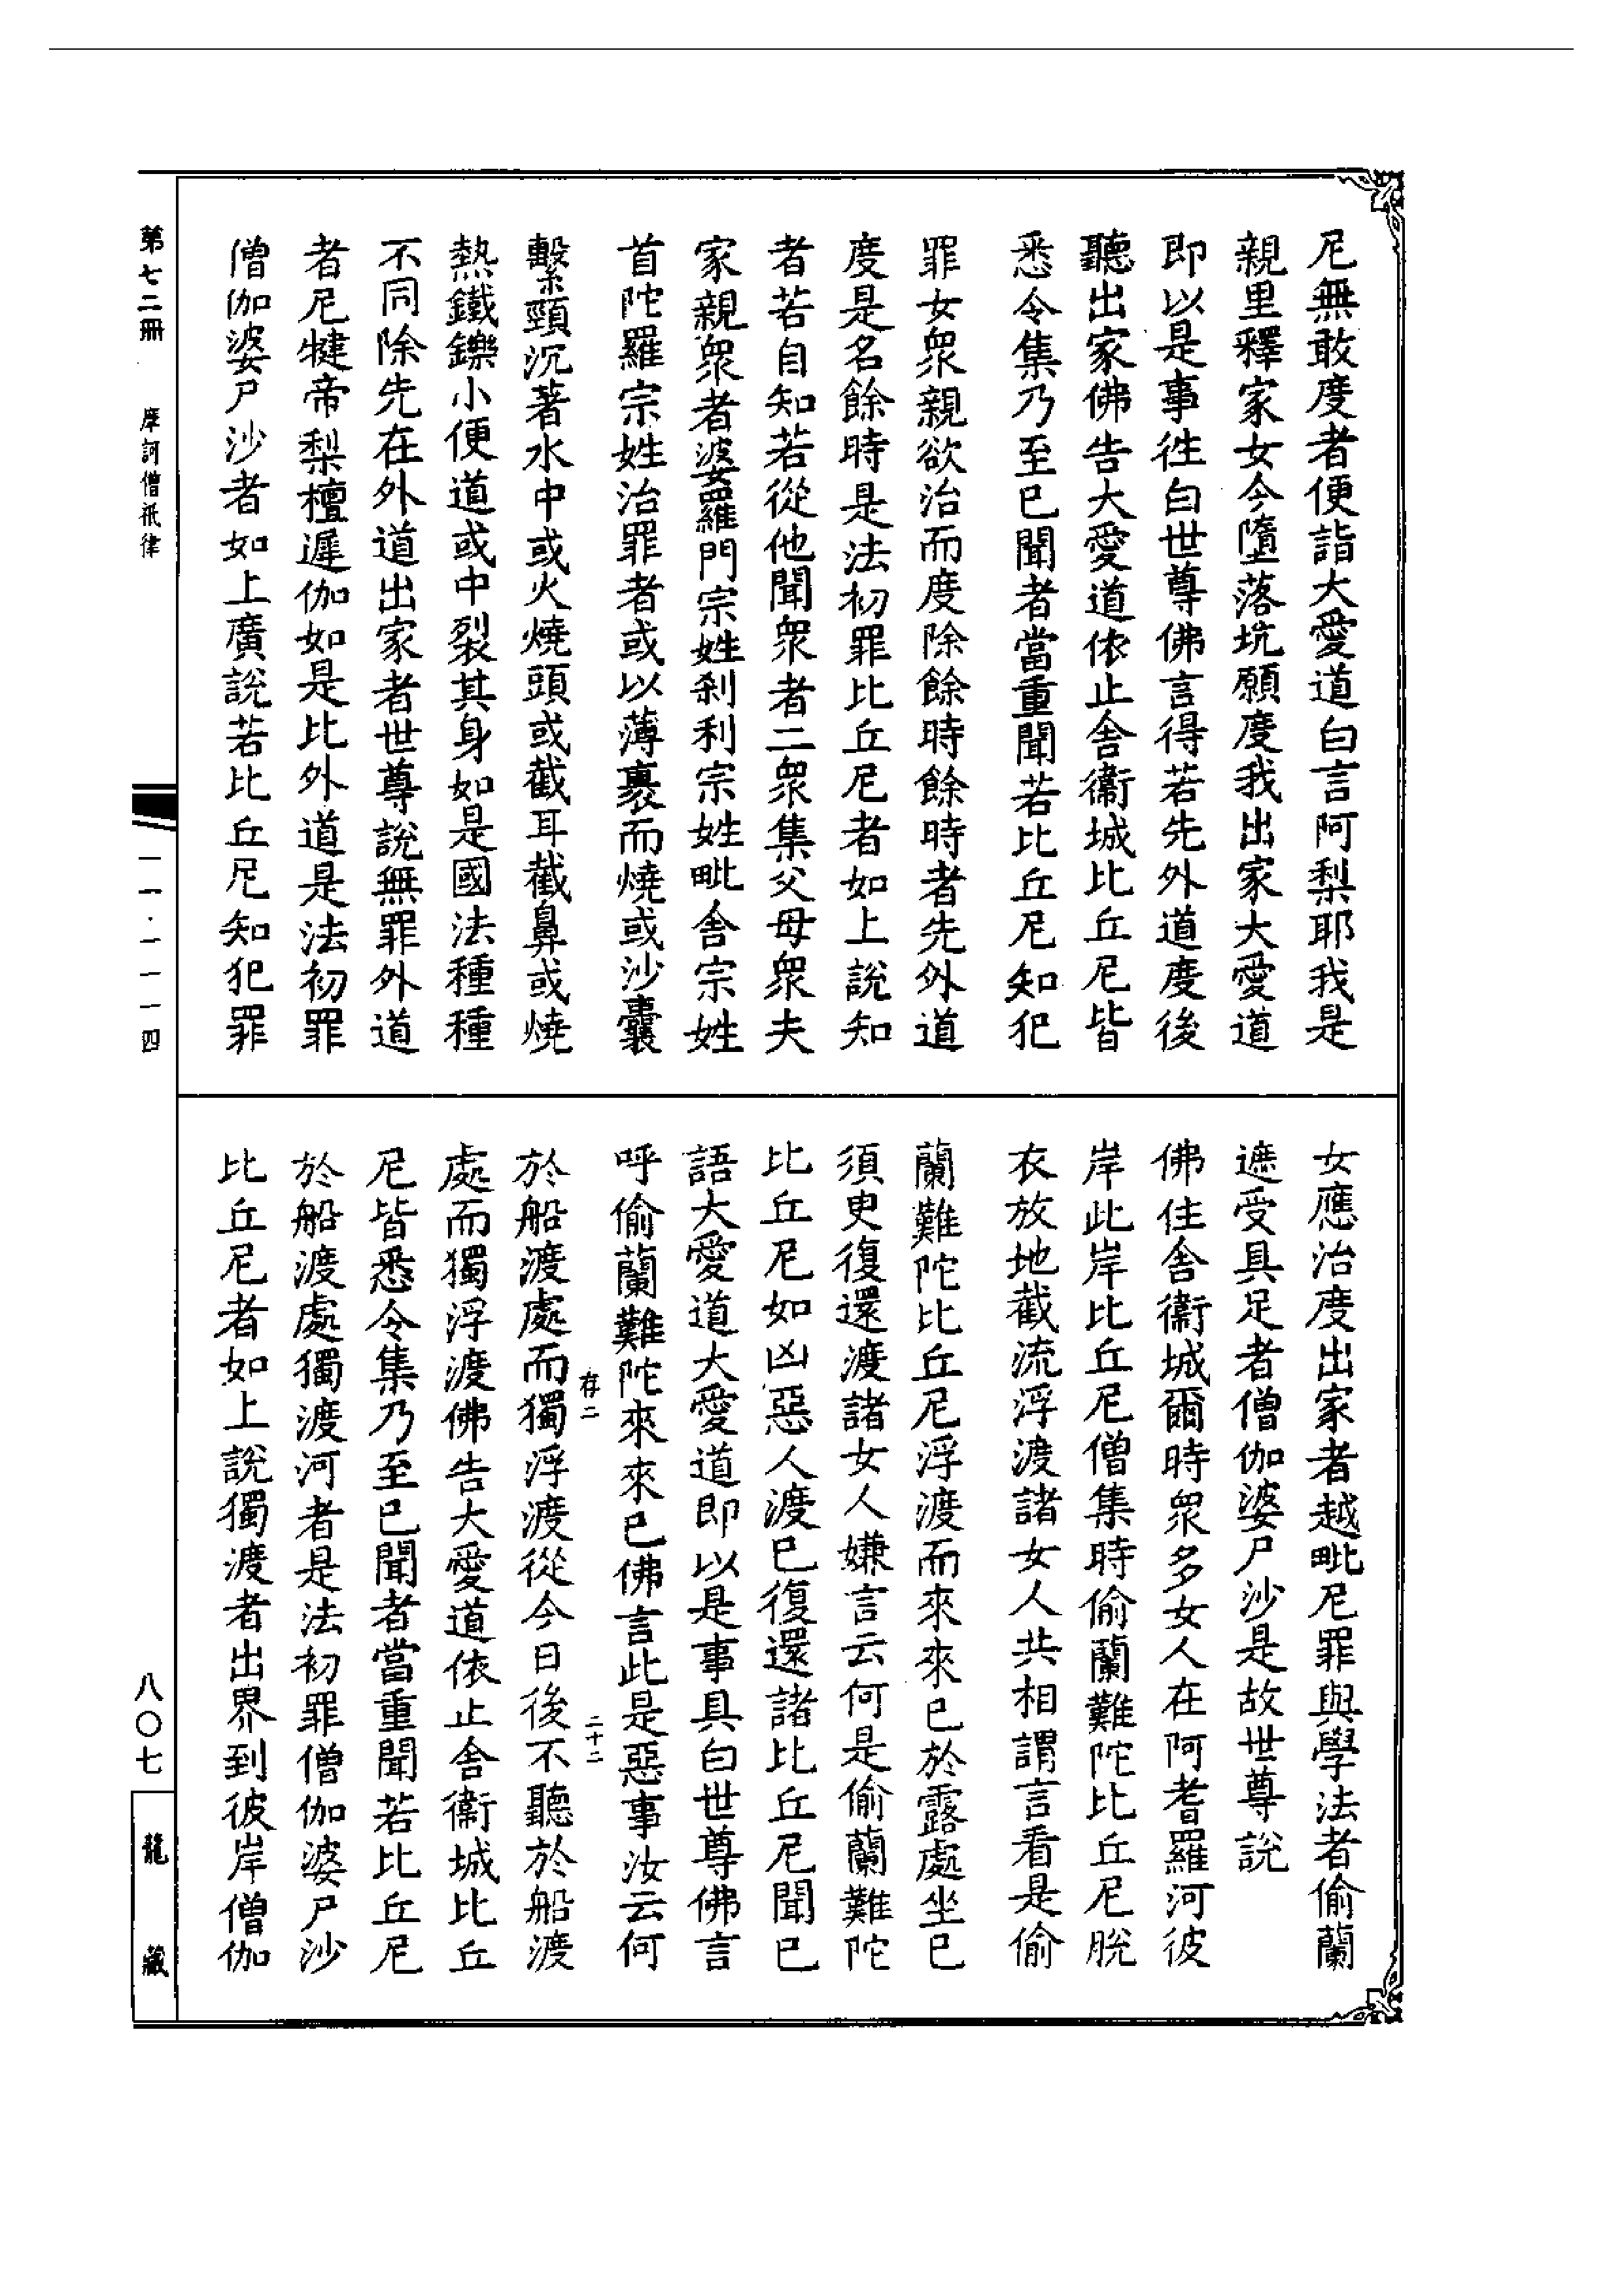 尼無敢度者便詣大愛道白言阿梨耶我是
親里釋家女今墮落坑願度我出家大愛道
即以是事往白世尊佛言得若先外道度後
聽出家佛告大愛道依止舍衛城比丘尼皆
悉令集乃至已聞者當重聞若比丘尼知犯
罪女衆親欲治而度除餘時餘時者先外道
度是名餘時是法初罪比丘尼者如上說知
者若自知若從他聞衆者二衆集父母衆夫
家親衆者婆羅門宗姓剎利宗姓毗舍宗姓
首陀羅宗姓治罪者或以薄裹而燒或沙囊
繫頸沉著水中或火燒頭或截耳截鼻或燒
熱鐵鑠小便道或中裂其身如是國法種種
不同除先在外道出家者世尊說無罪外道
者尼犍帝梨檀遲伽如是比外道是法初罪
僧伽婆尸沙者如上廣說若比丘尼知犯罪
女應治度出家者越毗尼罪與學法者偷蘭
遮受具足者僧伽婆尸沙是故世尊說
佛住舍衛城爾時衆多女人在阿耆羅河彼
岸此岸比丘尼僧集時偷蘭難陀比丘尼脫
衣放地截流浮渡諸女人共相謂言看是偷
蘭難陀比丘尼浮渡而來來已於露處坐已
須臾復還渡諸女人嫌言云何是偷蘭難陀
比丘尼如凶惡人渡已復還諸比丘尼聞已
語大愛道大愛道即以是事具白世尊佛言
呼偷蘭難陀來來已佛言此是惡事汝云何
存二 二十二
於船渡處而獨浮渡從今日後不聽於船渡
處而獨浮渡佛告大愛道依止舍衛城比丘
尼皆悉令集乃至已聞者當重聞若比丘尼
於船渡處獨渡河者是法初罪僧伽婆尸沙
比丘尼者如上說獨渡者出界到彼岸僧伽
第七二冊 摩訶僧祇律 一一·一一一四
八〇七
龍藏